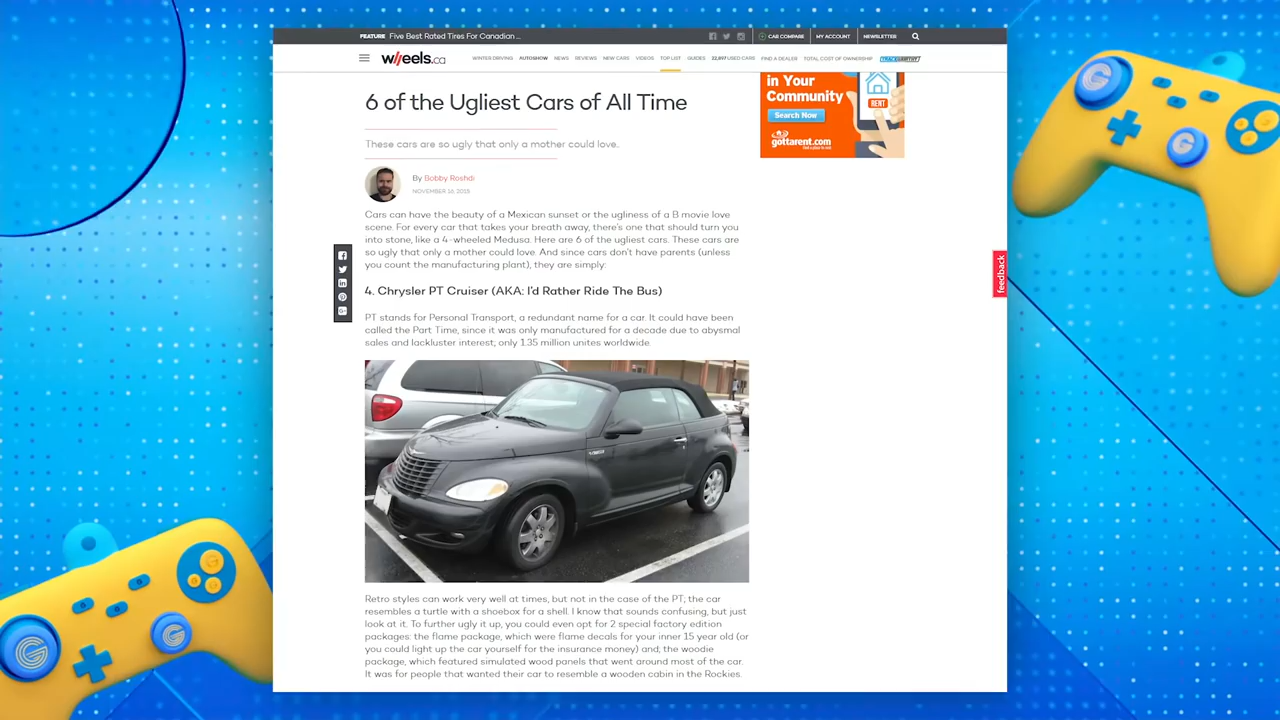 FEATURE Five Best Rated Tires For Canadian ...
CAR COMPARE MY ACCOUNT NEWSLETTER
wheels.ca
WINTER DRIVING AUTOSHOW NEWS REVIEWS NEW CARS VIDEOS TOP LIST GUIDES 22,897 USED CARS FIND A DEALER TOTAL COST OF OWNERSHIP
6 of the Ugliest Cars of All Time
in Your
Community
RENT
Search Now
gottarent.com
These cars are so ugly that only a mother could love..
By Bobby Roshdi
NOVEMBER 16, 2015
Cars can have the beauty of a Mexican sunset or the ugliness of a B movie love
scene. For every car that takes your breath away, there's one that should turn you
into stone, like a 4-wheeled Medusa. Here are 6 of the ugliest cars. These cars are
so ugly that only a mother could love. And since cars don't have parents (unless
you count the manufacturing plant), they are simply:
feedback
4. Chrysler PT Cruiser (AKA: I'd Rather Ride The Bus)
PT stands for Personal Transport, a redundant name for a car. It could have been
called the Part Time, since it was only manufactured for a decade due to abysmal
sales and lackluster interest; only 1.35 million unites worldwide.
Retro styles can work very well at times, but not in the case of the PT; the car
resembles a turtle with a shoebox for a shell. I know that sounds confusing, but just
look at it. To further ugly it up, you could even opt for 2 special factory edition
packages: the flame package, which were flame decals for your inner 15 year old (or
you could light up the car yourself for the insurance money) and; the woodie
package, which featured simulated wood panels that went around most of the car.
It was for people that wanted their car to resemble a wooden cabin in the Rockies.